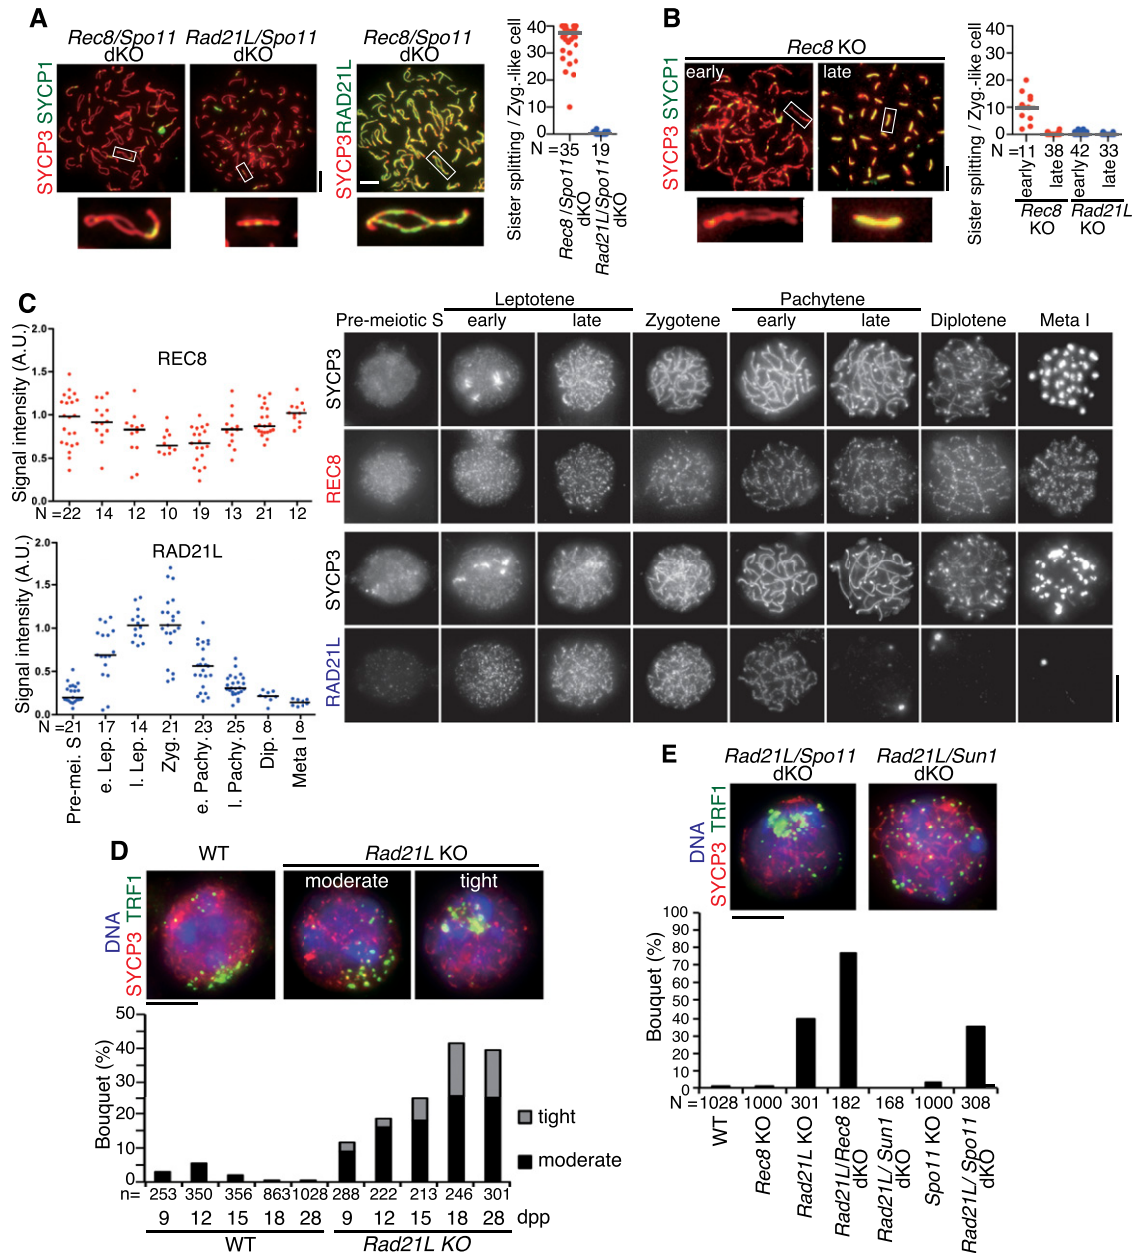 A
Rec8/Spo11
dKO
Rad21L/Spo11
dKO
Rec8/Spo11
dKO
SYCP3 SYCP1
SYCP3 RAD21L
Sister splitting / Zyg.-like cell
40
30
20
10
0
N = 35 19
Rec8 / Spo11
dKO
Rad21L/Spo11
dKO
B
Rec8 KO
early
late
SYCP3 SYCP1
Sister splitting / Zyg.-like cell
40
30
20
10
0
N = 11 38 42 33
early late early late
Rec8
KO
Rad21L
KO
C
REC8
Signal intensity (A.U.)
2.0
1.5
1.0
0.5
0.0
N = 22 14 12 10 19 13 21 12
RAD21L
Signal intensity (A.U.)
2.0
1.5
1.0
0.5
0.0
N = 21 17 14 21 23 25 8 8
Pre-mei. S
e. Lep.
l. Lep.
Zyg.
e. Pachy.
l. Pachy.
Dip.
Meta I
Leptotene
Pachytene
Pre-meiotic S early late Zygotene early late Diplotene Meta I
SYCP3
REC8
SYCP3
RAD21L
D
WT
Rad21L KO
moderate
tight
DNA
SYCP3 TRF1
Bouquet (%)
50
40
30
20
10
0
tight
moderate
n= 253 350 356 863 1028 288 222 213 246 301
9 12 15 18 28 9 12 15 18 28 dpp
WT
Rad21L KO
E
Rad21L/Spo11
dKO
Rad21L/Sun1
dKO
DNA
SYCP3 TRF1
Bouquet (%)
100
90
80
70
60
50
40
30
20
10
0
N = 1028 1000 301 182 168 1000 308
WT
Rec8 KO
Rad21L KO
Rad21L/Rec8
dKO
Rad21L/ Sun1
dKO
Spo11 KO
Rad21L/ Spo11
dKO